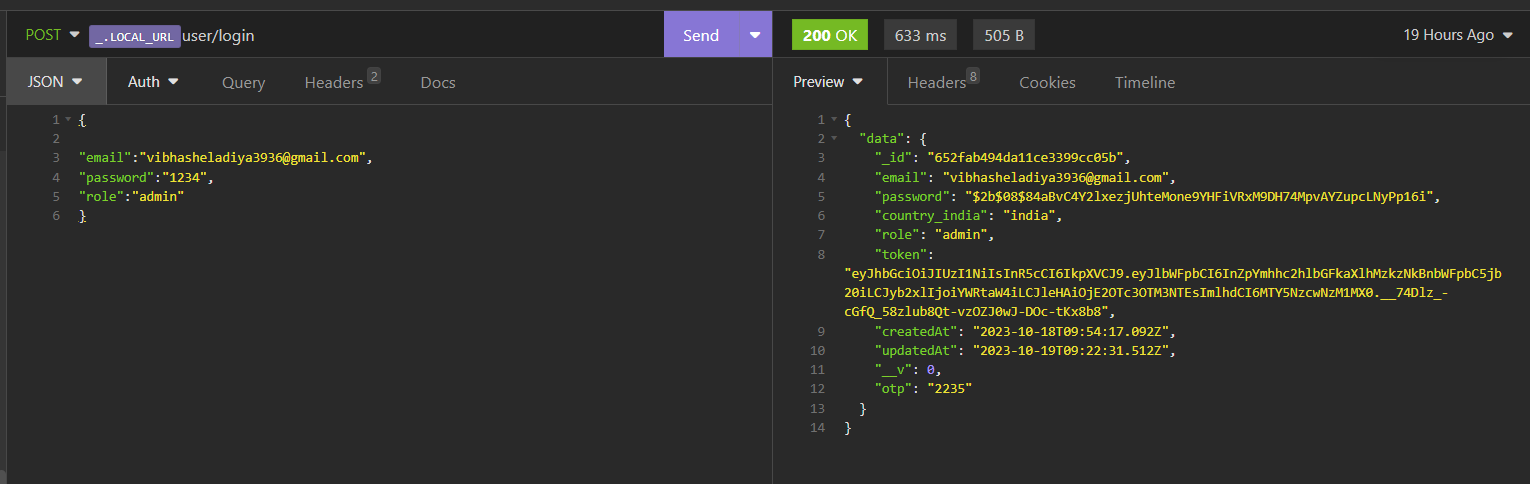 POST _.LOCAL_URL user/login Send 200 OK 633 ms 505 B 19 Hours Ago
JSON Auth Query Headers 2 Docs Preview Headers 8 Cookies Timeline
1 {
2
3 "email":"vibhasheladiya3936@gmail.com",
4 "password":"1234",
5 "role":"admin"
6 }
1 {
2 "data": {
3 "_id": "652fab494da11ce3399cc05b",
4 "email": "vibhasheladiya3936@gmail.com",
5 "password": "$2b$08$84aBvC4Y2lxezjUhteMone9YHFiVRxM9DH74MpvAYZupcLNyPp16i",
6 "country_india": "india",
7 "role": "admin",
8 "token":
"eyJhbGciOiJIUzI1NiIsInR5cCI6IkpXVCJ9.eyJlbWFpbCI6InZpYmhhc2hlbGFkaXlhMzkzNkBnbWFpbC5jb
20iLCJyb2xlIjoiYWRtaW4iLCJleHAiOjE2OTc3OTM3NTEsImlhdCI6MTY5NzcwNzM1MX0.__74Dlz_-
cGfQ_58zlub8Qt-vzOZJ0wJ-DOc-tKx8b8",
9 "createdAt": "2023-10-18T09:54:17.092Z",
10 "updatedAt": "2023-10-19T09:22:31.512Z",
11 "__v": 0,
12 "otp": "2235"
13 }
14 }